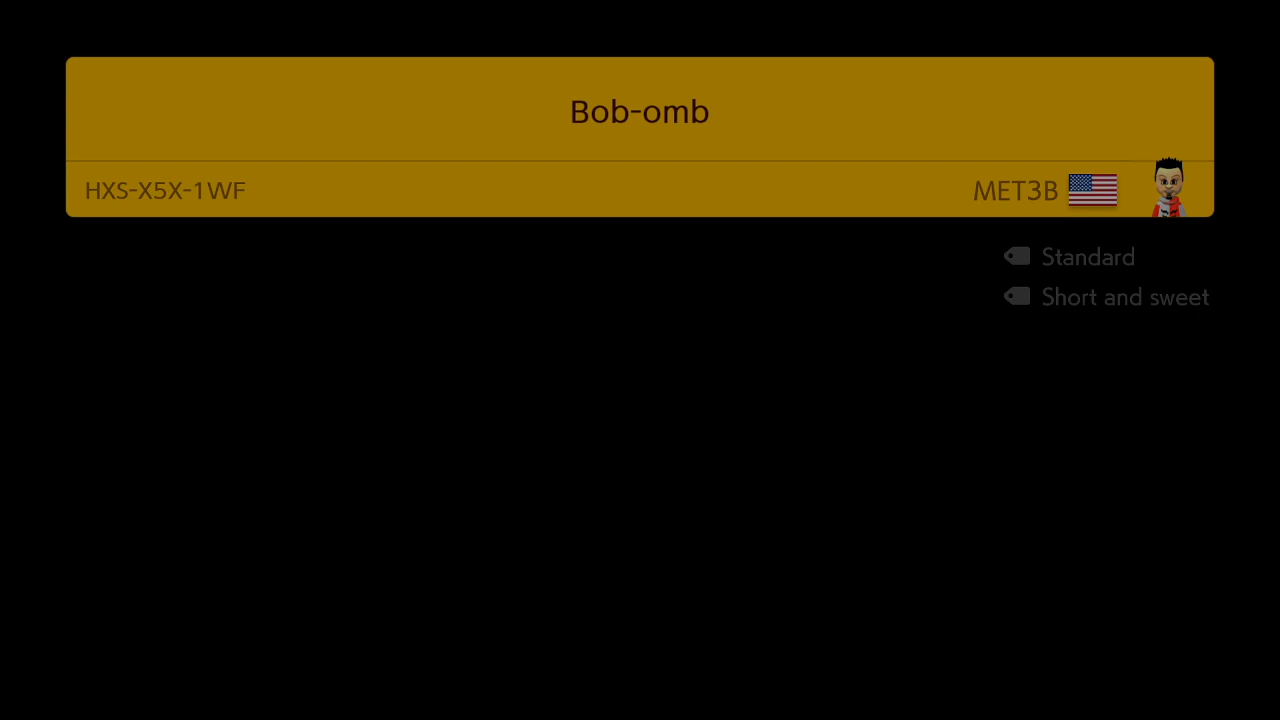 Bob-omb
HXS-X5X-1WF
MET3B
Standard
Short and sweet